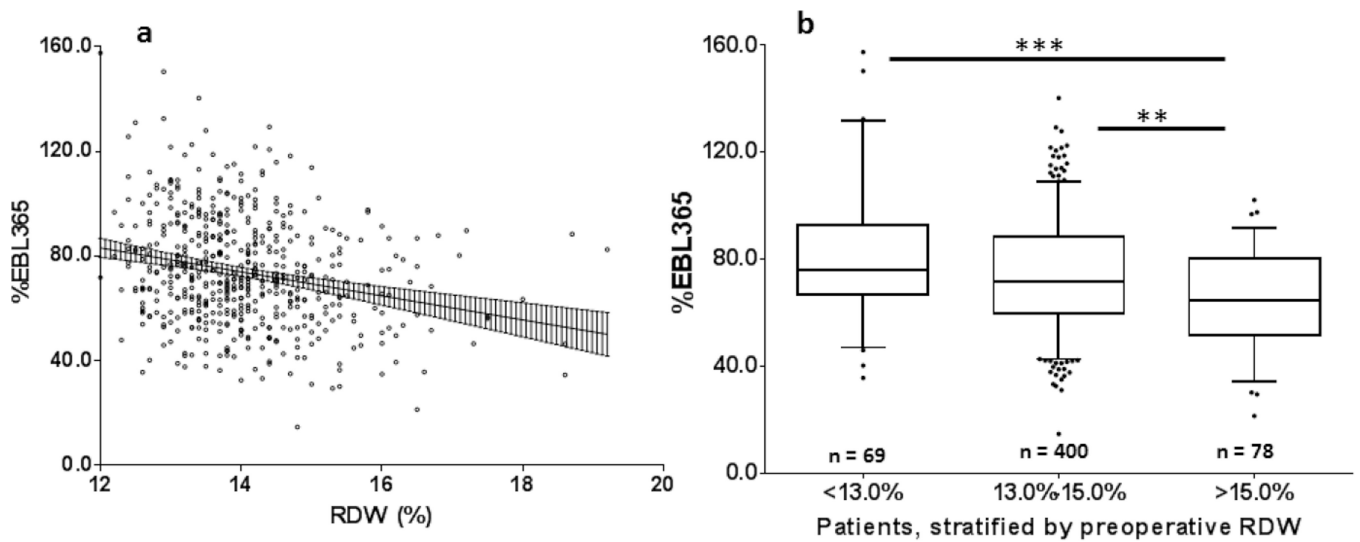 a
160.0
120.0
80.0
40.0
0.0
%EBL365
12 14 16 18 20
RDW (%)
b
160.0
120.0
80.0
40.0
0.0
%EBL365
***
**
n = 69 n = 400 n = 78
<13.0% 13.0%-15.0% >15.0%
Patients, stratified by preoperative RDW